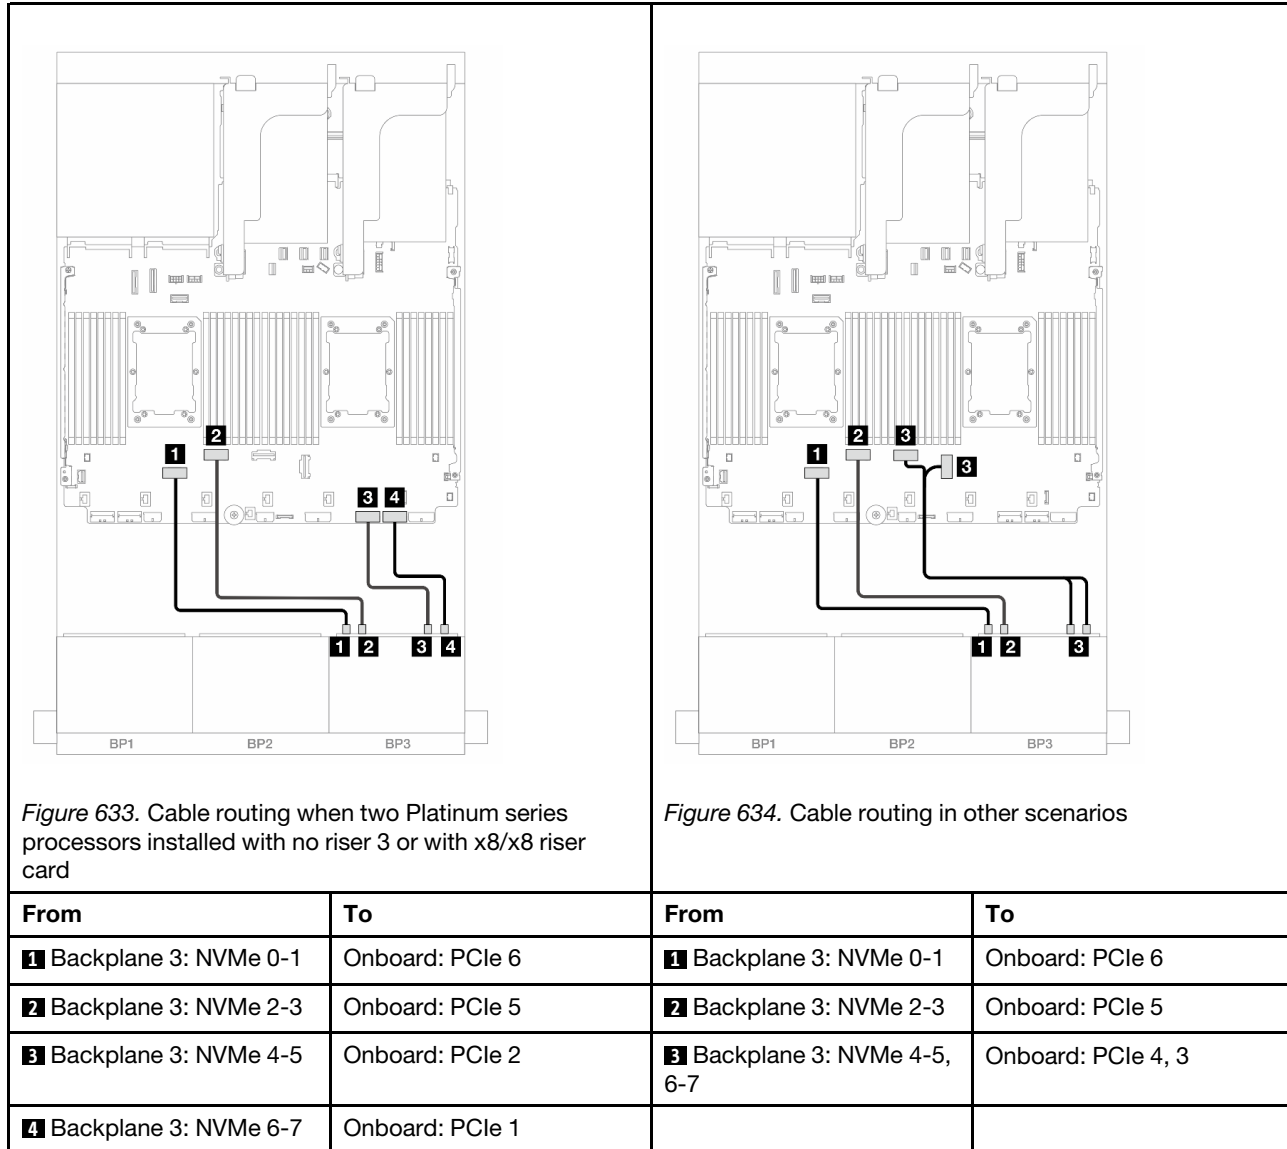 1
2
3 4
1 2 3 4
BP1 BP2 BP3
Figure 633. Cable routing when two Platinum series
processors installed with no riser 3 or with x8/x8 riser
card
2 3
1 3
1 2 3
BP1 BP2 BP3
Figure 634. Cable routing in other scenarios
From To From To
1 Backplane 3: NVMe 0-1 Onboard: PCIe 6 1 Backplane 3: NVMe 0-1 Onboard: PCIe 6
2 Backplane 3: NVMe 2-3 Onboard: PCIe 5 2 Backplane 3: NVMe 2-3 Onboard: PCIe 5
3 Backplane 3: NVMe 4-5 Onboard: PCIe 2 3 Backplane 3: NVMe 4-5, Onboard: PCIe 4, 3
6-7
4 Backplane 3: NVMe 6-7 Onboard: PCIe 1